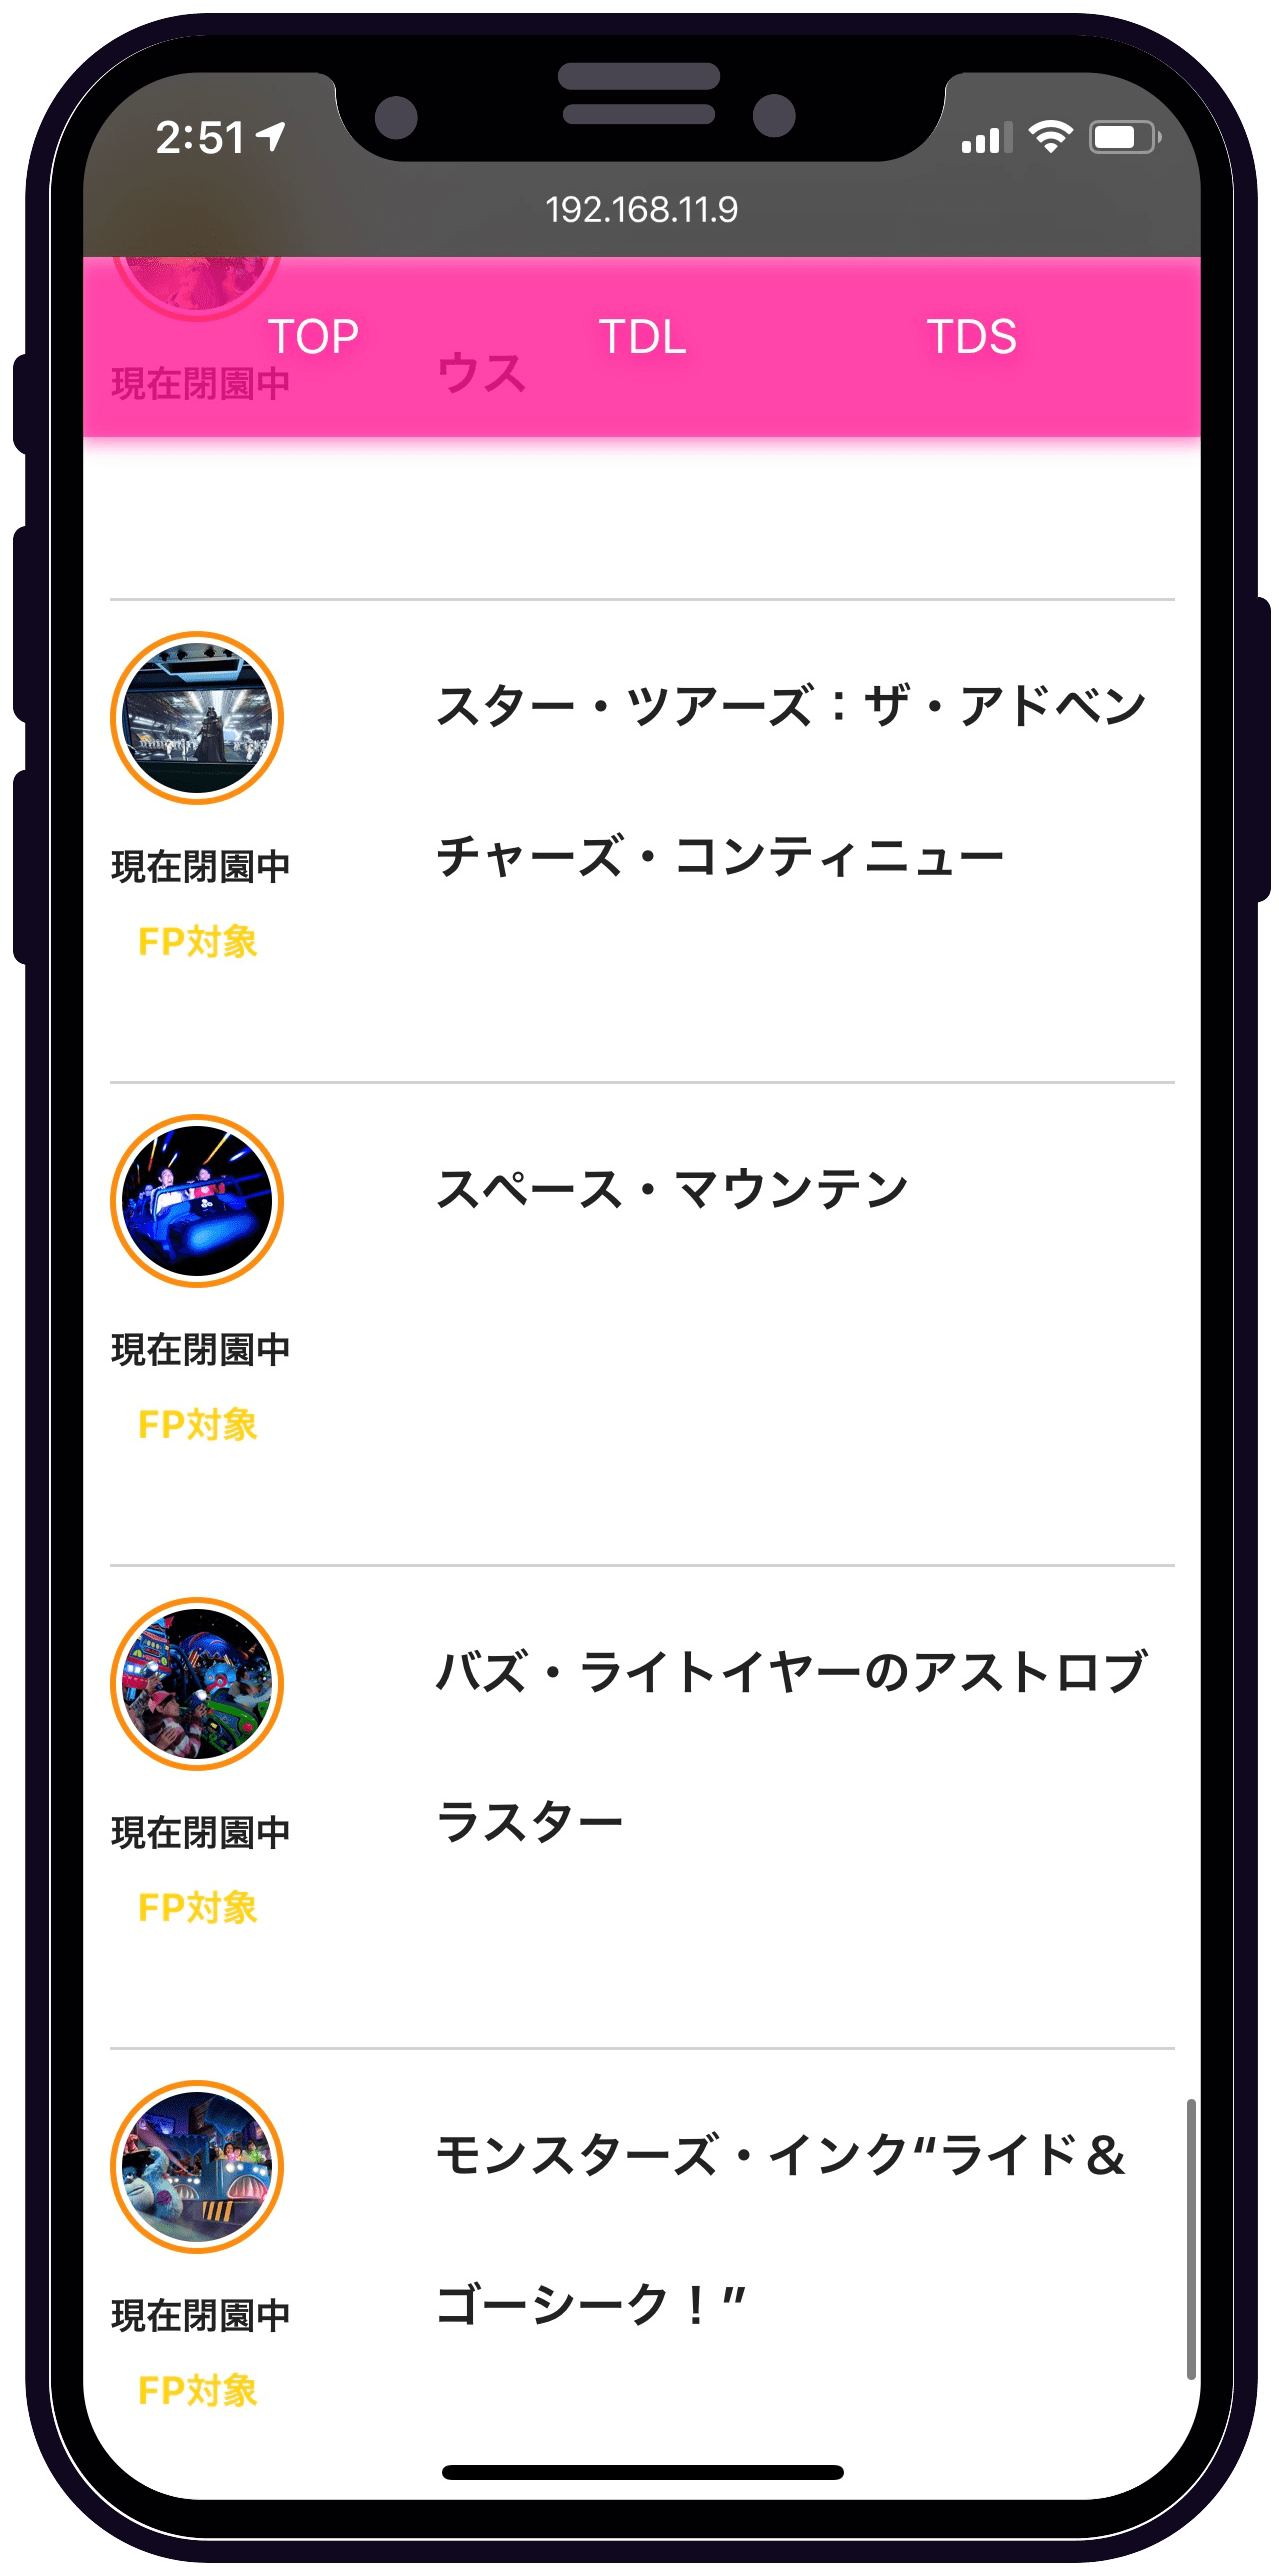 2:51
192.168.11.9
TOP TDL TDS
ウス
現在閉園中
スター・ツアーズ：ザ・アドベン
チャーズ・コンティニュー
現在閉園中
FP対象
スペース・マウンテン
現在閉園中
FP対象
バズ・ライトイヤーのアストロブ
ラスター
現在閉園中
FP対象
モンスターズ・インク“ライド＆
ゴーシーク！”
現在閉園中
FP対象